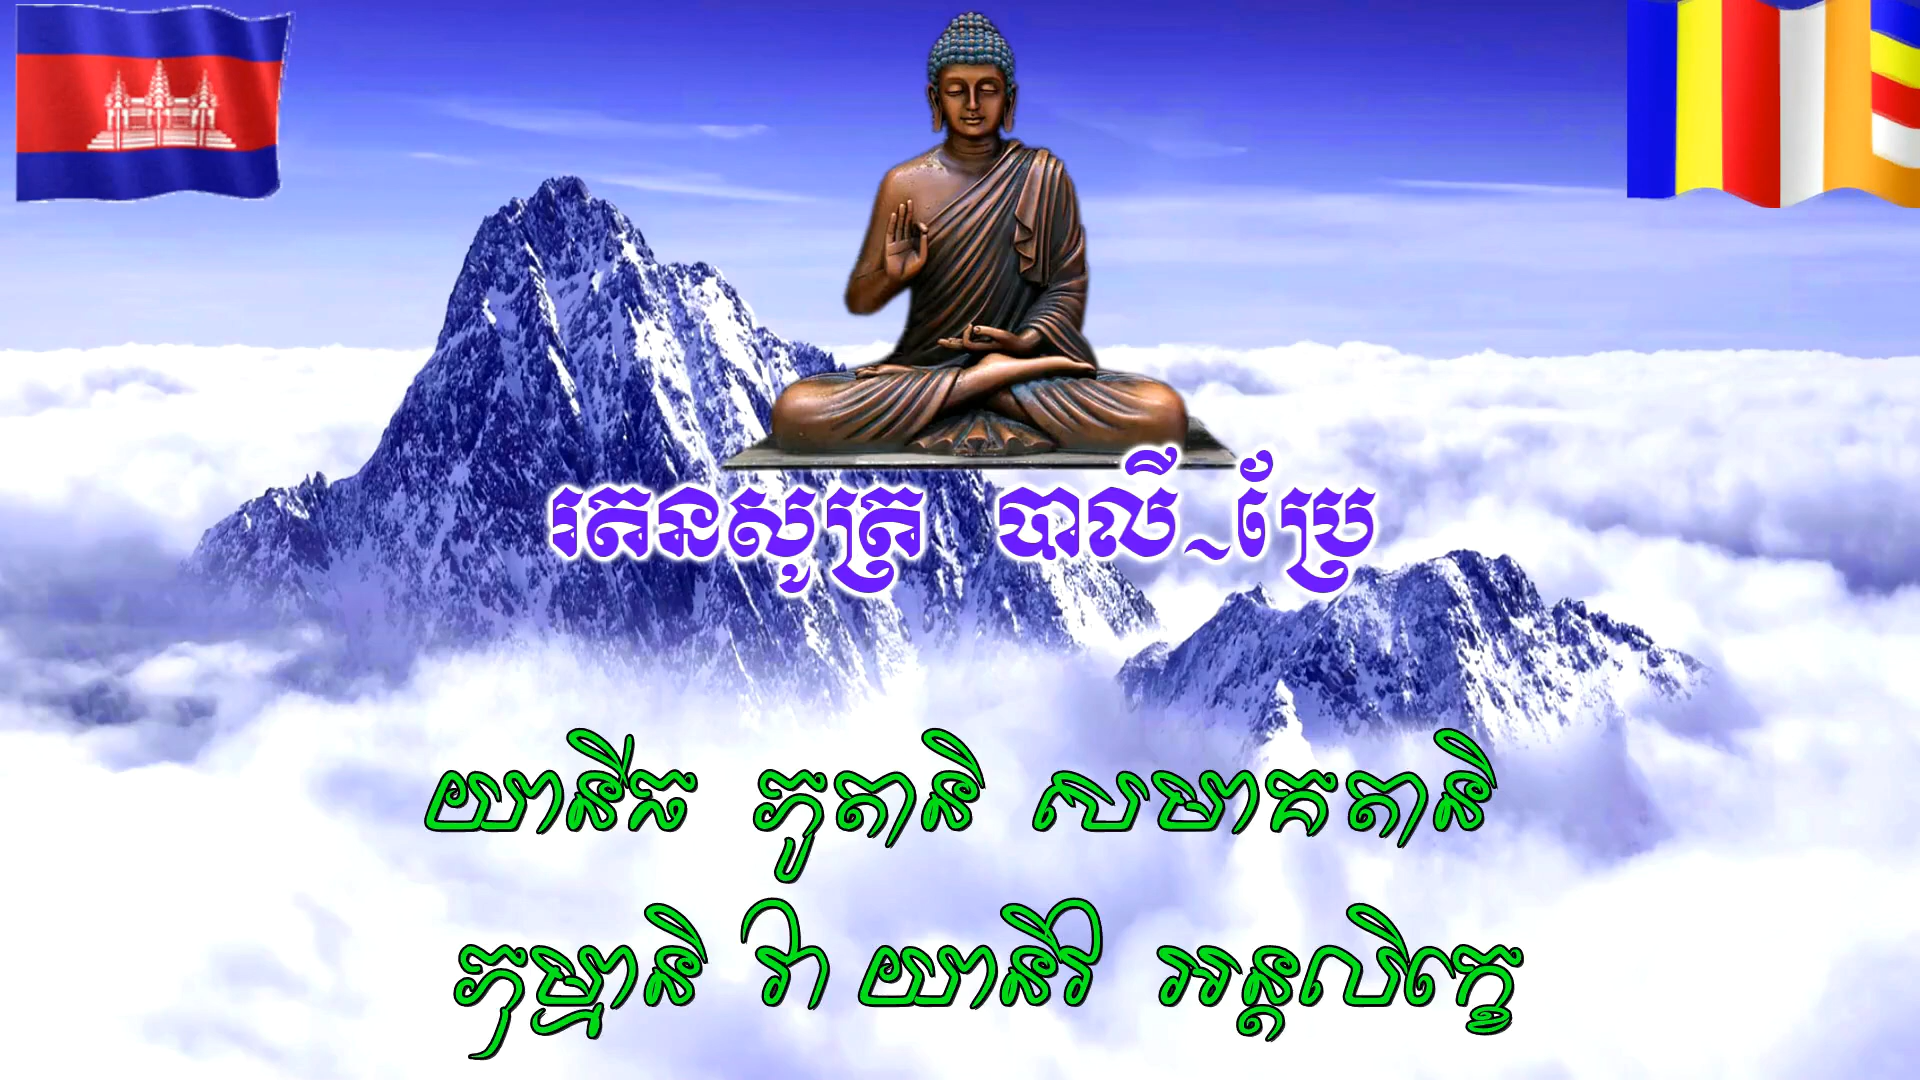 រតនសូត្រ បាលី~ប្រែ
យានីធ ភូតានិ សមាគតានិ
ភុម្មានិ វា យានិវ អន្តលិក្ខេ